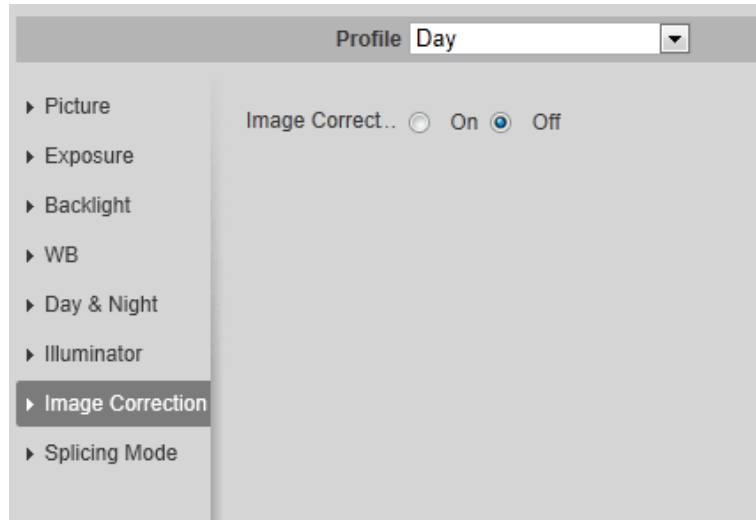 Profile Day
Picture
Image Correct... On Off
Exposure
Backlight
WB
Day & Night
Illuminator
Image Correction
Splicing Mode